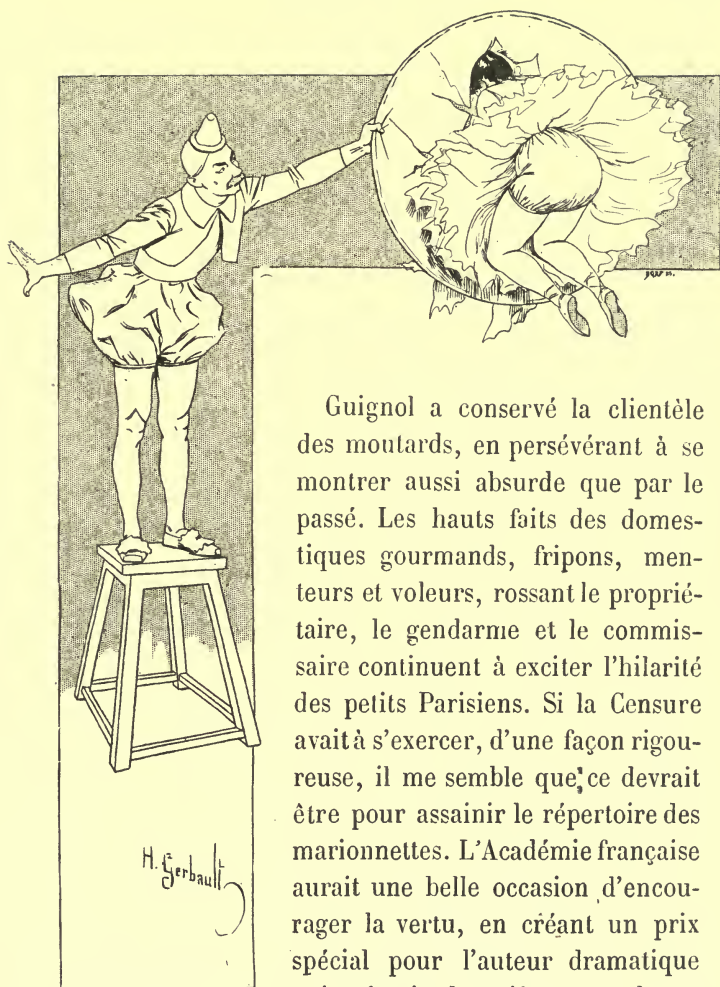 Guignol a conservé la clientèle
des moutards, en persévérant à se
montrer aussi absurde que par le
passé. Les hauts faits des domes-
tiques gourmands, fripons, men-
teurs et voleurs, rossant le proprié-
taire, le gendarme et le commis-
saire continuent à exciter l'hilarité
des petits Parisiens. Si la Censure
avait à s'exercer, d'une façon rigou-
reuse, il me semble que ce devrait
être pour assainir le répertoire des
marionnettes. L'Académie française
aurait une belle occasion d'encou-
rager la vertu, en créant un prix
spécial pour l'auteur dramatique
H. Gerbault